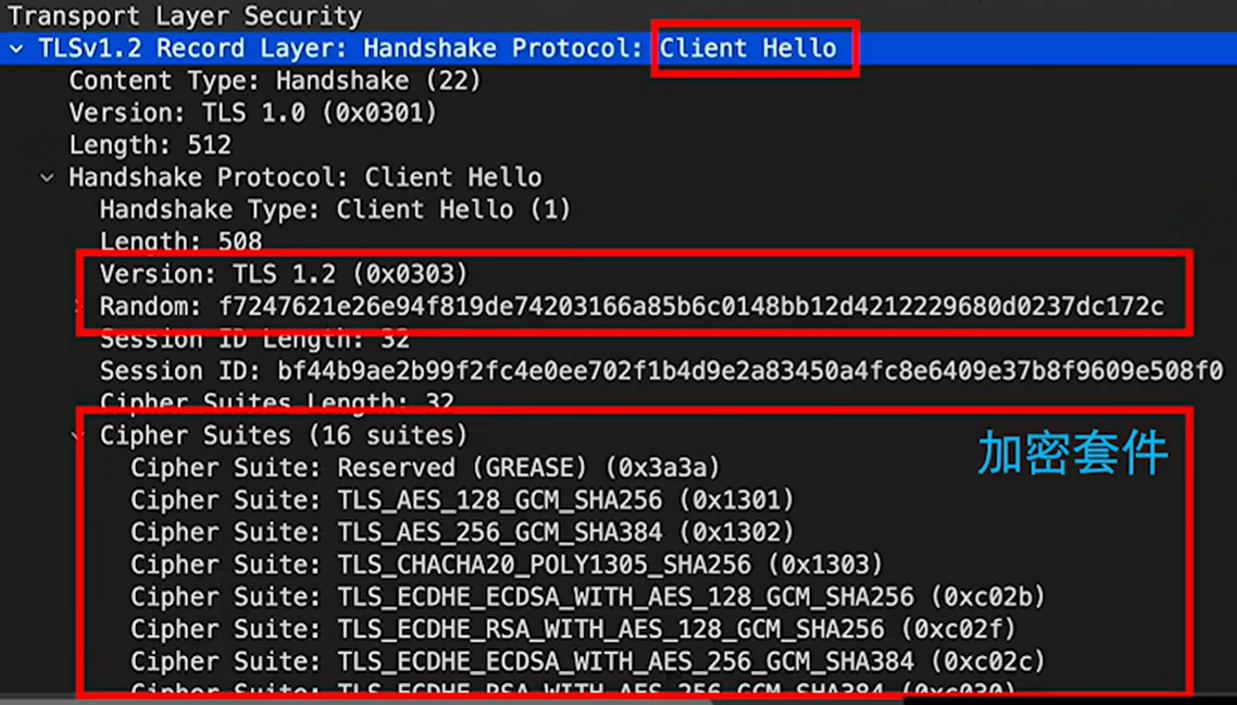 Transport Layer Security
TLSv1.2 Record Layer: Handshake Protocol: Client Hello
Content Type: Handshake (22)
Version: TLS 1.0 (0x0301)
Length: 512
Handshake Protocol: Client Hello
Handshake Type: Client Hello (1)
Length: 508
Version: TLS 1.2 (0x0303)
Random: f7247621e26e94f819de74203166a85b6c0148bb12d4212229680d0237dc172c
Session ID Length: 32
Session ID: bf44b9ae2b99f2fc4e0ee702f1b4d9e2a83450a4fc8e6409e37b8f9609e508f0
Cipher Suites Length: 32
Cipher Suites (16 suites)
加密套件
Cipher Suite: Reserved (GREASE) (0x3a3a)
Cipher Suite: TLS_AES_128_GCM_SHA256 (0x1301)
Cipher Suite: TLS_AES_256_GCM_SHA384 (0x1302)
Cipher Suite: TLS_CHACHA20_POLY1305_SHA256 (0x1303)
Cipher Suite: TLS_ECDHE_ECDSA_WITH_AES_128_GCM_SHA256 (0xc02b)
Cipher Suite: TLS_ECDHE_RSA_WITH_AES_128_GCM_SHA256 (0xc02f)
Cipher Suite: TLS_ECDHE_ECDSA_WITH_AES_256_GCM_SHA384 (0xc02c)
Cipher Suite: TLS_ECDHE_RSA_WITH_AES_256_GCM_SHA384 (0xc030)